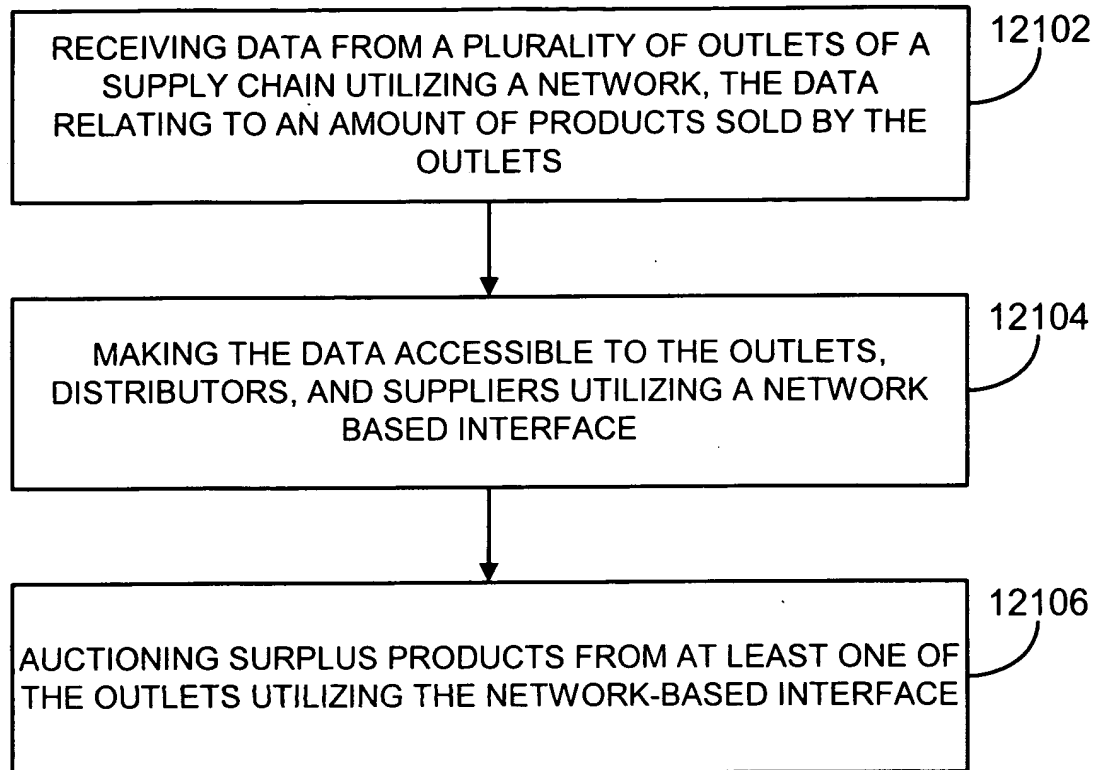 RECEIVING DATA FROM A PLURALITY OF OUTLETS OF A
SUPPLY CHAIN UTILIZING A NETWORK, THE DATA
RELATING TO AN AMOUNT OF PRODUCTS SOLD BY THE
OUTLETS
12102
MAKING THE DATA ACCESSIBLE TO THE OUTLETS,
DISTRIBUTORS, AND SUPPLIERS UTILIZING A NETWORK
BASED INTERFACE
12104
AUCTIONING SURPLUS PRODUCTS FROM AT LEAST ONE OF
THE OUTLETS UTILIZING THE NETWORK-BASED INTERFACE
12106